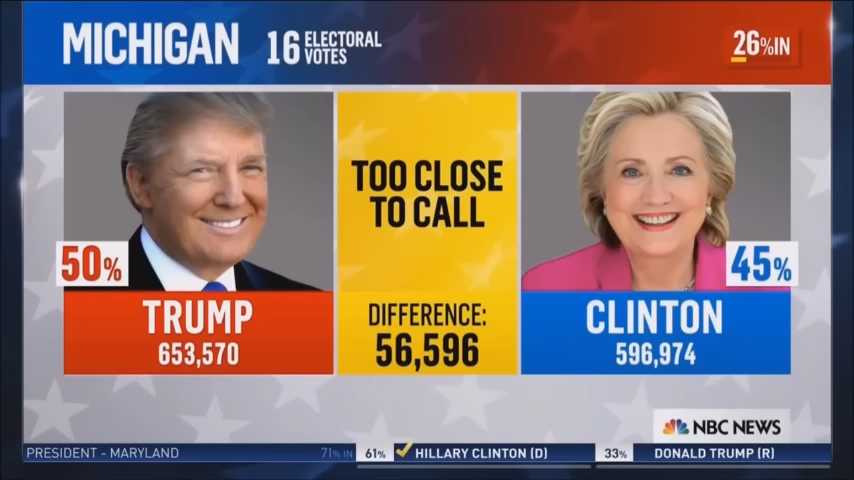 MICHIGAN
16 ELECTORAL VOTES
26%IN
TOO CLOSE
TO CALL
50%
45%
TRUMP
653,570
DIFFERENCE:
56,596
CLINTON
596,974
NBC NEWS
PRESIDENT - MARYLAND 71% IN 61% HILLARY CLINTON (D) 33% DONALD TRUMP (R)